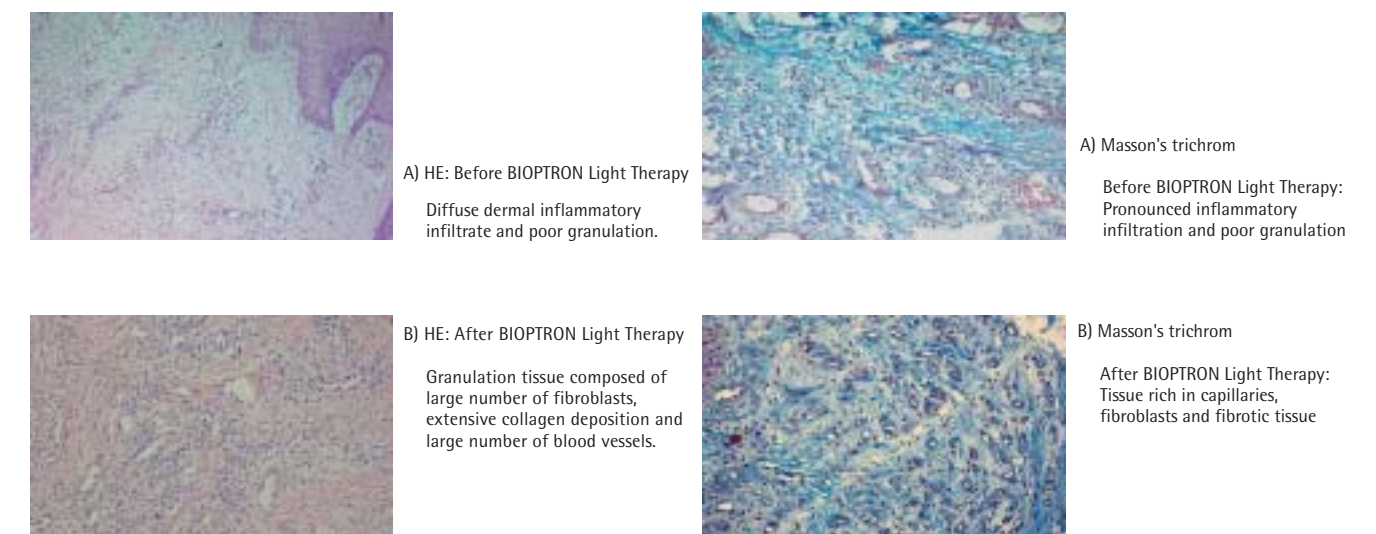 A) HE: Before BIOPTRON Light Therapy
Diffuse dermal inflammatory
infiltrate and poor granulation.
A) Masson's trichrom
Before BIOPTRON Light Therapy:
Pronounced inflammatory
infiltration and poor granulation
B) HE: After BIOPTRON Light Therapy
Granulation tissue composed of
large number of fibroblasts,
extensive collagen deposition and
large number of blood vessels.
B) Masson's trichrom
After BIOPTRON Light Therapy:
Tissue rich in capillaries,
fibroblasts and fibrotic tissue